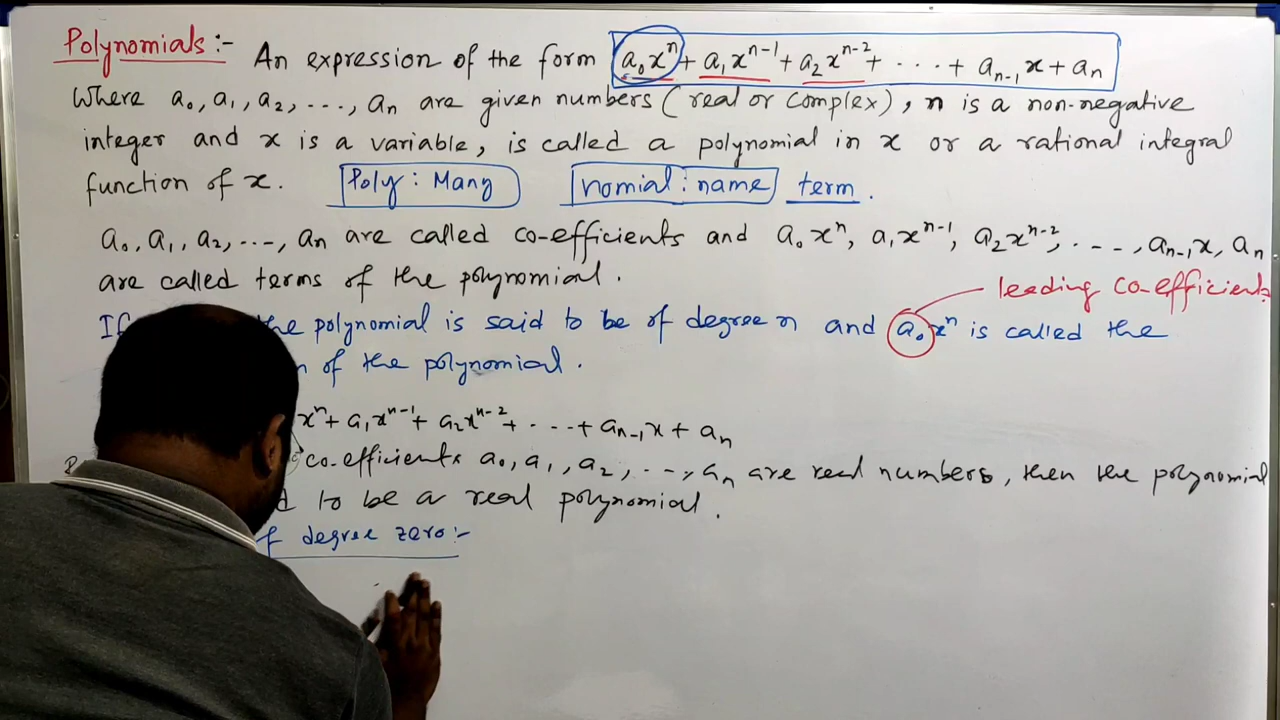 Polynomials:- An expression of the form a₀xⁿ + a₁xⁿ⁻¹ + a₂xⁿ⁻² + . . . + aₙ₋₁x + aₙ
Where a₀, a₁, a₂, ..., aₙ are given numbers (real or complex), n is a non-negative
integer and x is a variable, is called a polynomial in x or a rational integral
function of x. Poly : Many nomial : name term.
a₀, a₁, a₂, ..., aₙ are called co-efficients and a₀xⁿ, a₁xⁿ⁻¹, a₂xⁿ⁻², . . . ., aₙ₋₁x, aₙ
are called terms of the polynomial.
leading co-efficients
If the polynomial is said to be of degree n and a₀xⁿ is called the
of the polynomial.
xⁿ + a₁xⁿ⁻¹ + a₂xⁿ⁻² + . . . + aₙ₋₁x + aₙ
co-efficients a₀, a₁, a₂, ..., aₙ are real numbers, then the polynomial
to be a real polynomial.
degree zero:-